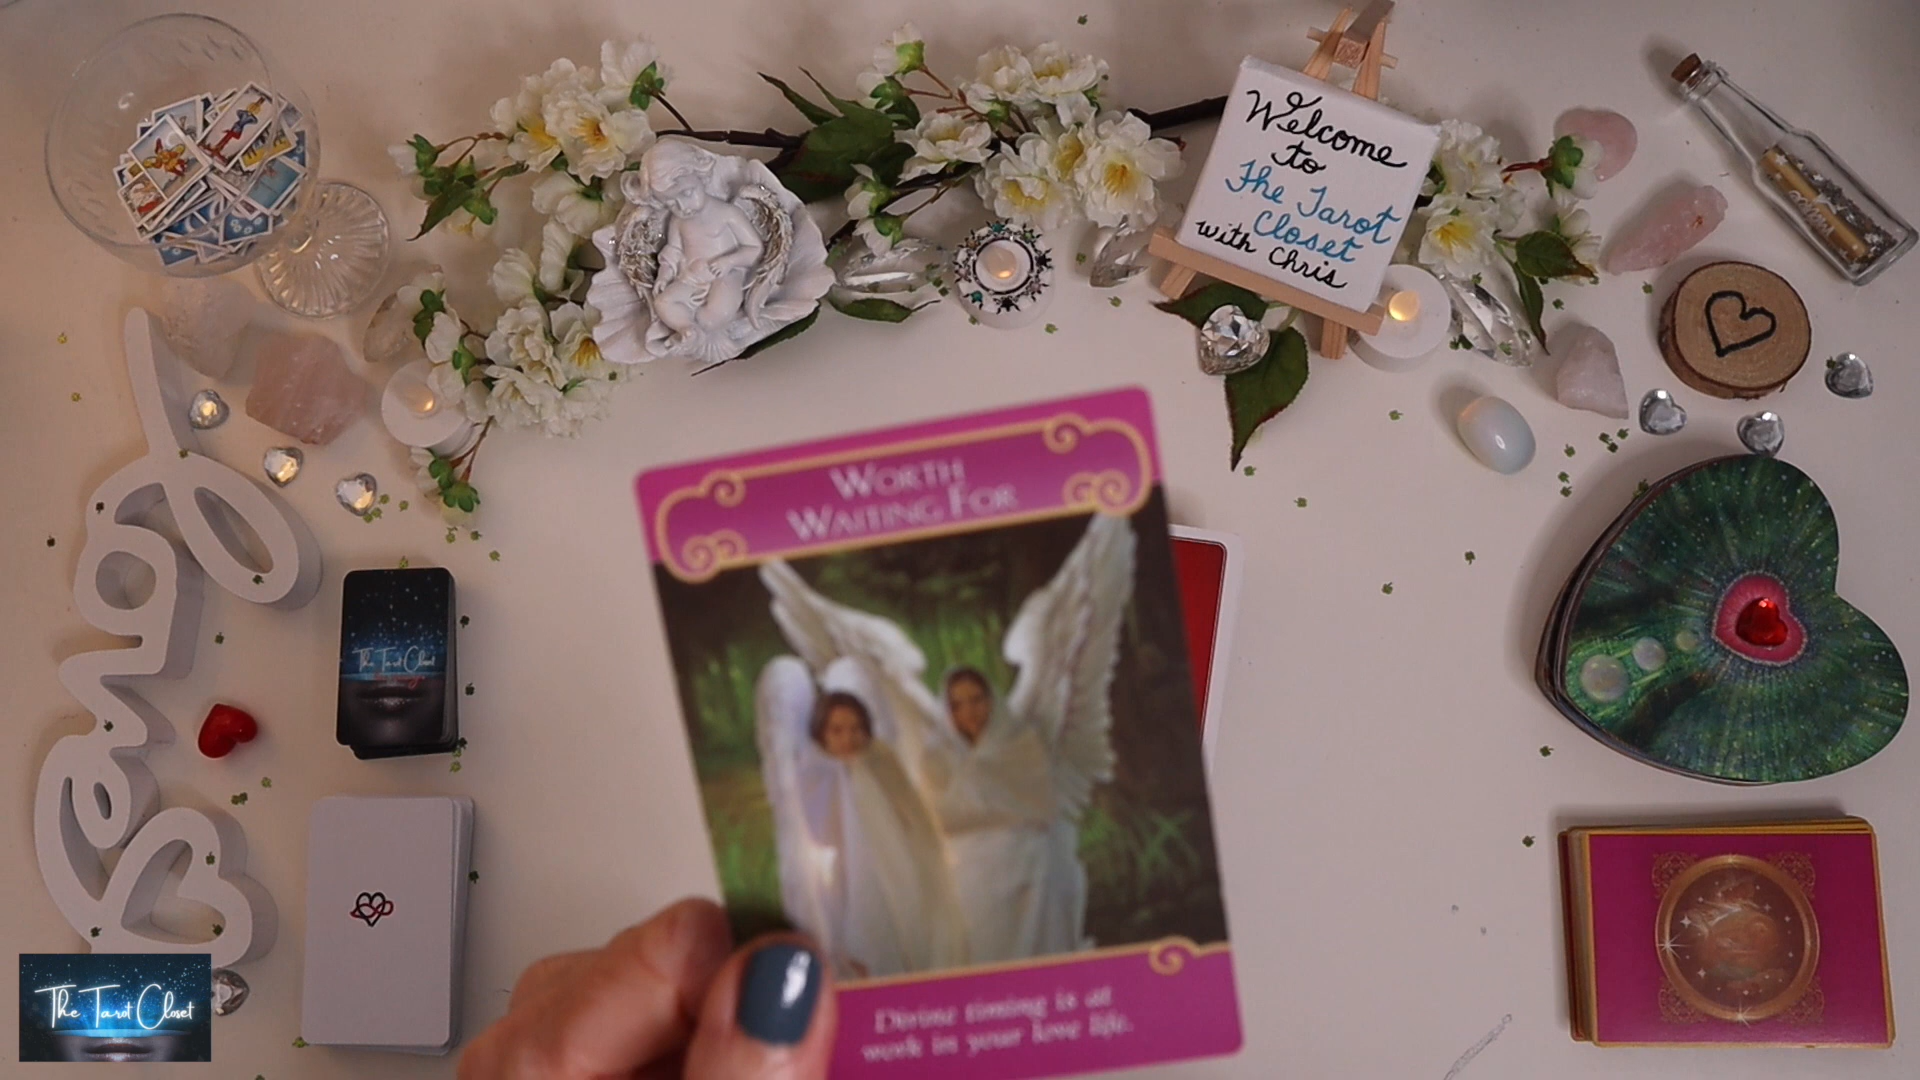 Welcome
to
The Tarot
Closet
with Chris
WORTH
WAITING FOR
Divine timing is at
work in your love life.
The Tarot Closet
The Tarot Closet